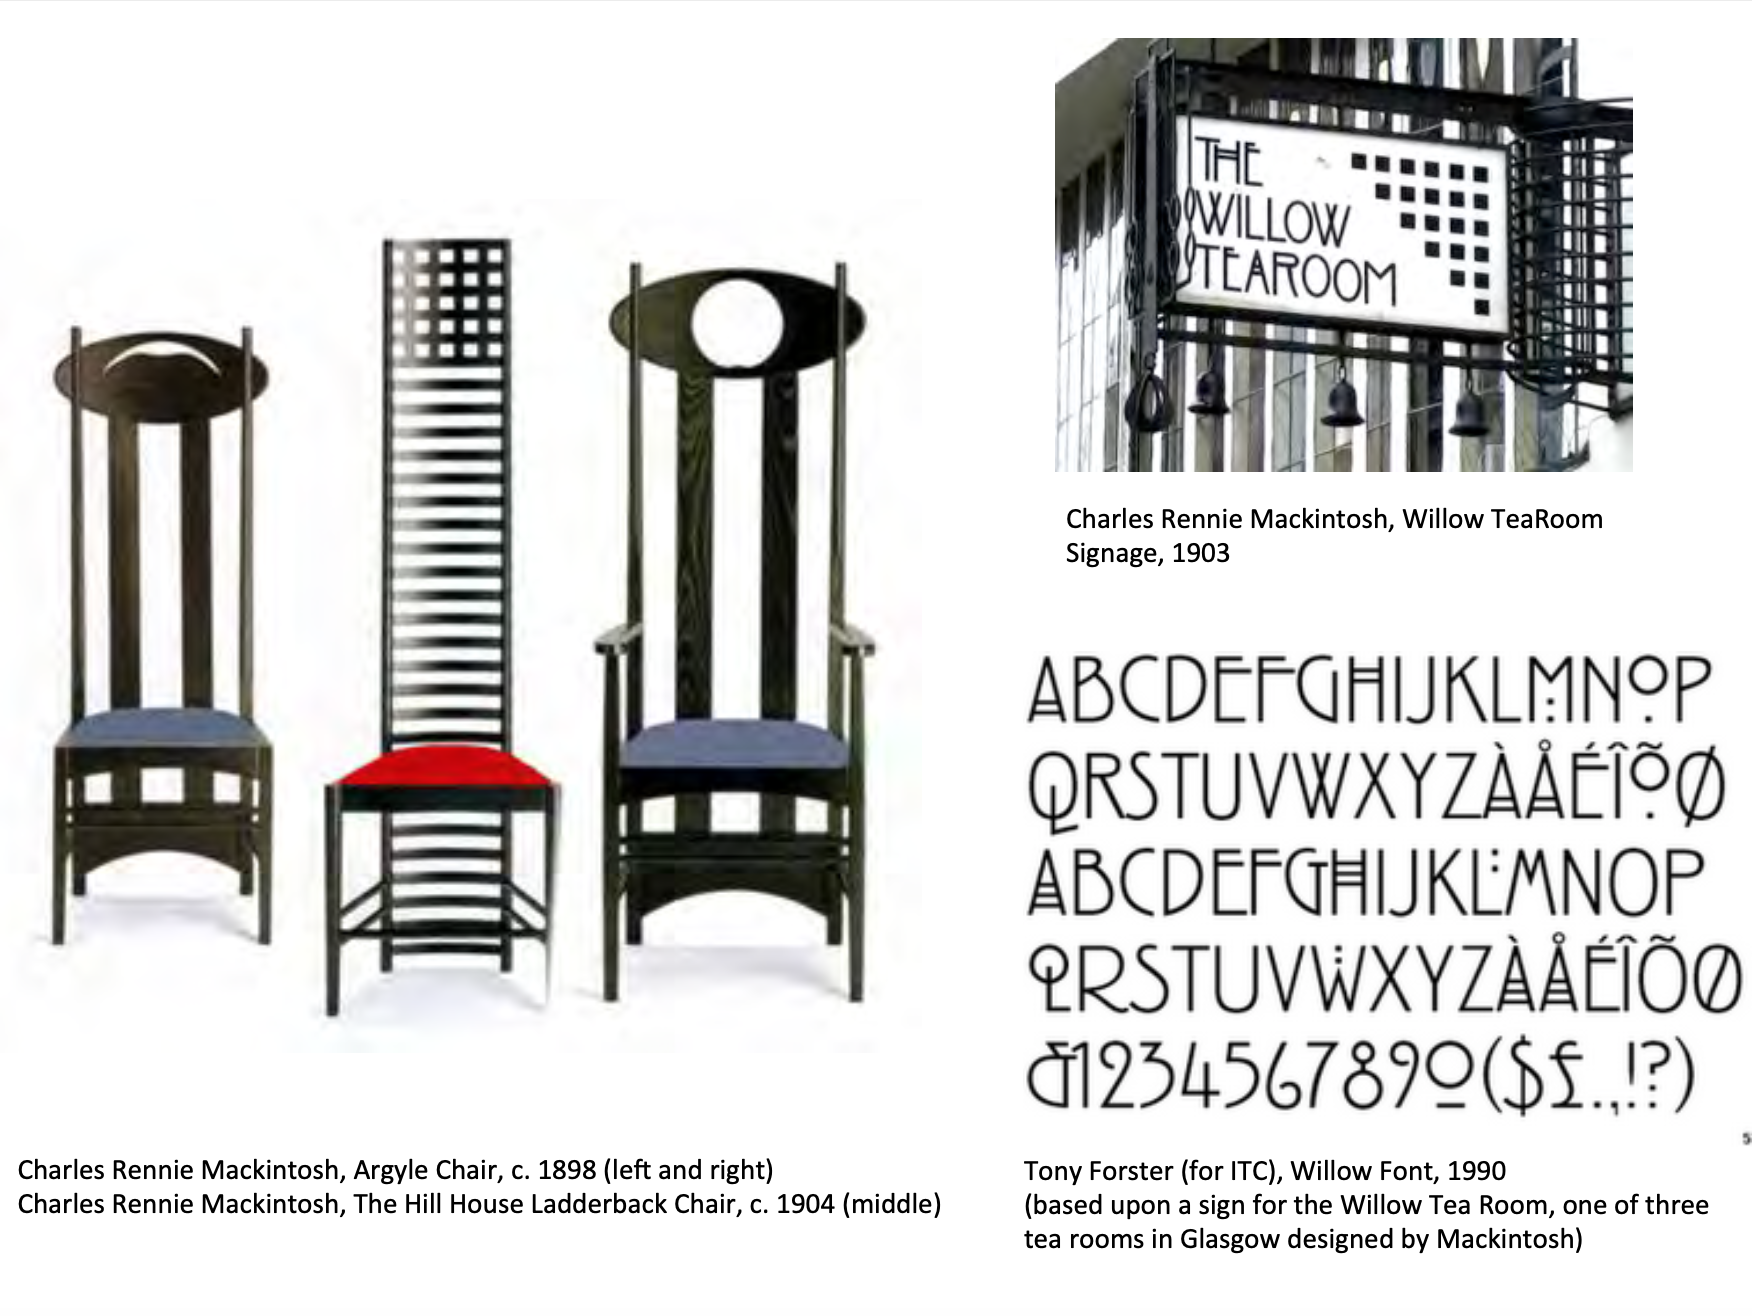 THE
WILLOW
TEAROOM
Charles Rennie Mackintosh, Willow TeaRoom
Signage, 1903
ABCDEFGHIJKLMNOP
QRSTUVWXYZÀÅÉÎÕØ
ABCDEFGHIJKLMNOP
QRSTUVWXYZÀÅÉÎÕØ
&1234567890($£.,!?)
5
Charles Rennie Mackintosh, Argyle Chair, c. 1898 (left and right)
Charles Rennie Mackintosh, The Hill House Ladderback Chair, c. 1904 (middle)
Tony Forster (for ITC), Willow Font, 1990
(based upon a sign for the Willow Tea Room, one of three
tea rooms in Glasgow designed by Mackintosh)